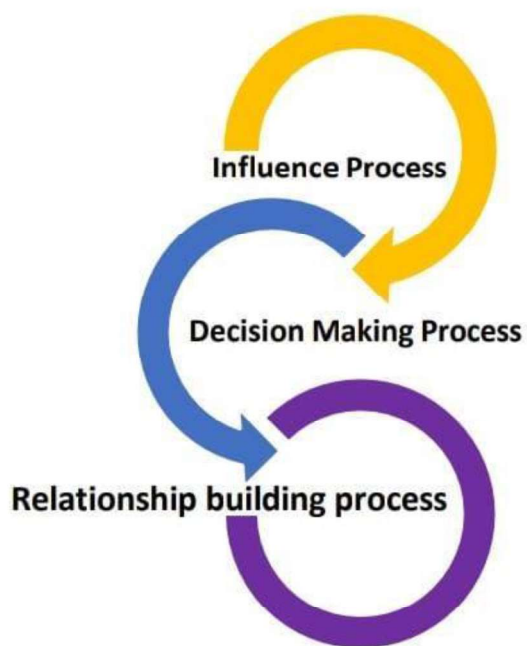 Influence Process
Decision Making Process
Relationship building process